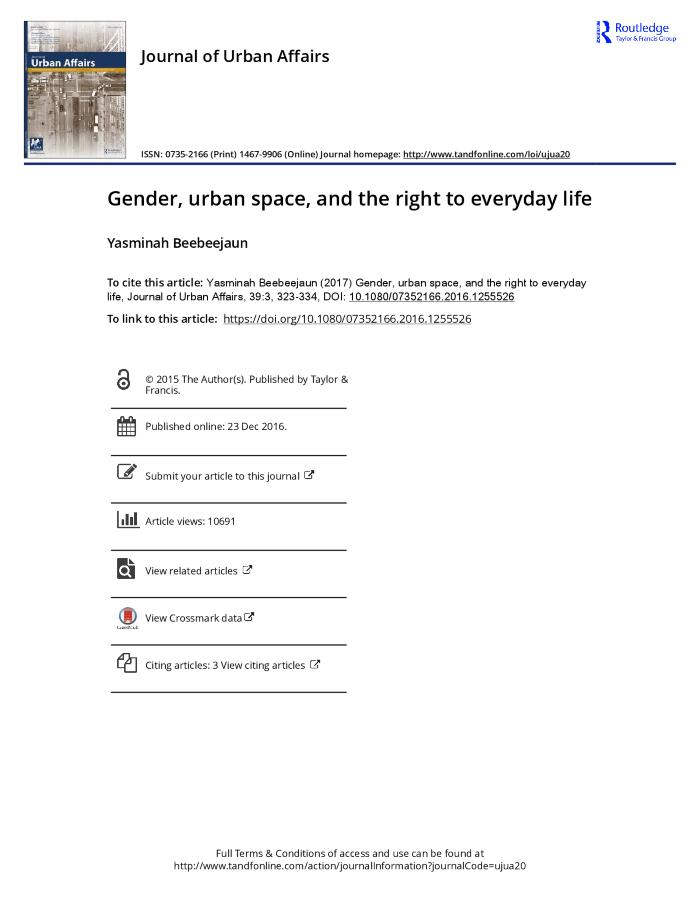 Urban Affairs
Journal of Urban Affairs
Routledge
Taylor & Francis Group
ISSN: 0735-2166 (Print) 1467-9906 (Online) Journal homepage: http://www.tandfonline.com/loi/ujua20
Gender, urban space, and the right to everyday life
Yasminah Beebeejaun
To cite this article: Yasminah Beebeejaun (2017) Gender, urban space, and the right to everyday
life, Journal of Urban Affairs, 39:3, 323-334, DOI: 10.1080/07352166.2016.1255526
To link to this article: https://doi.org/10.1080/07352166.2016.1255526
© 2015 The Author(s). Published by Taylor &
Francis.
Published online: 23 Dec 2016.
Submit your article to this journal
Article views: 10691
View related articles
View Crossmark data
Citing articles: 3 View citing articles
Full Terms & Conditions of access and use can be found at
http://www.tandfonline.com/action/journalInformation?journalCode=ujua20